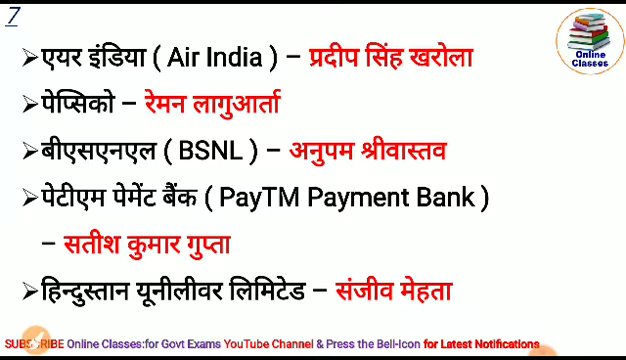 7
Online
Classes
➢एयर इंडिया ( Air India ) – प्रदीप सिंह खरोला
➢पेप्सिको – रेमन लागुआर्ता
➢बीएसएनएल ( BSNL ) – अनुपम श्रीवास्तव
➢पेटीएम पेमेंट बैंक ( PayTM Payment Bank )
– सतीश कुमार गुप्ता
➢हिन्दुस्तान यूनीलीवर लिमिटेड – संजीव मेहता
SUBSCRIBE Online Classes:for Govt Exams YouTube Channel & Press the Bell-Icon for Latest Notifications